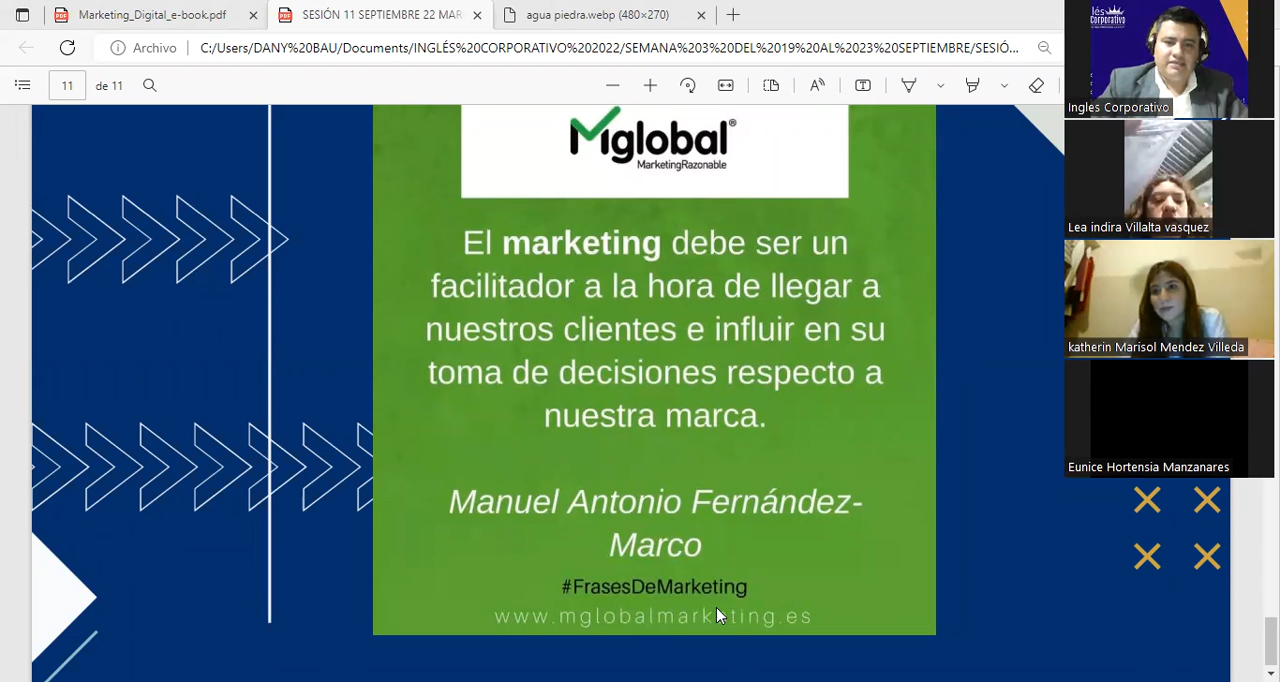 Marketing_Digital_e-book.pdf
SESIÓN 11 SEPTIEMBRE 22 MAR
agua piedra.webp (480×270)
Archivo
C:/Users/DANY%20BAU/Documents/INGLÉS%20CORPORATIVO%202022/SEMANA%203%20DEL%2019%20AL%2023%20SEPTIEMBRE/SESIÓ...
11
de 11
Mglobal®
MarketingRazonable
El marketing debe ser un
facilitador a la hora de llegar a
nuestros clientes e influir en su
toma de decisiones respecto a
nuestra marca.
Manuel Antonio Fernández-
Marco
#FrasesDeMarketing
www.mglobalmarketing.es
lés
Corporativo
Ingles Corporativo
Lea indira Villalta vasquez
katherin Marisol Mendez Villeda
Eunice Hortensia Manzanares